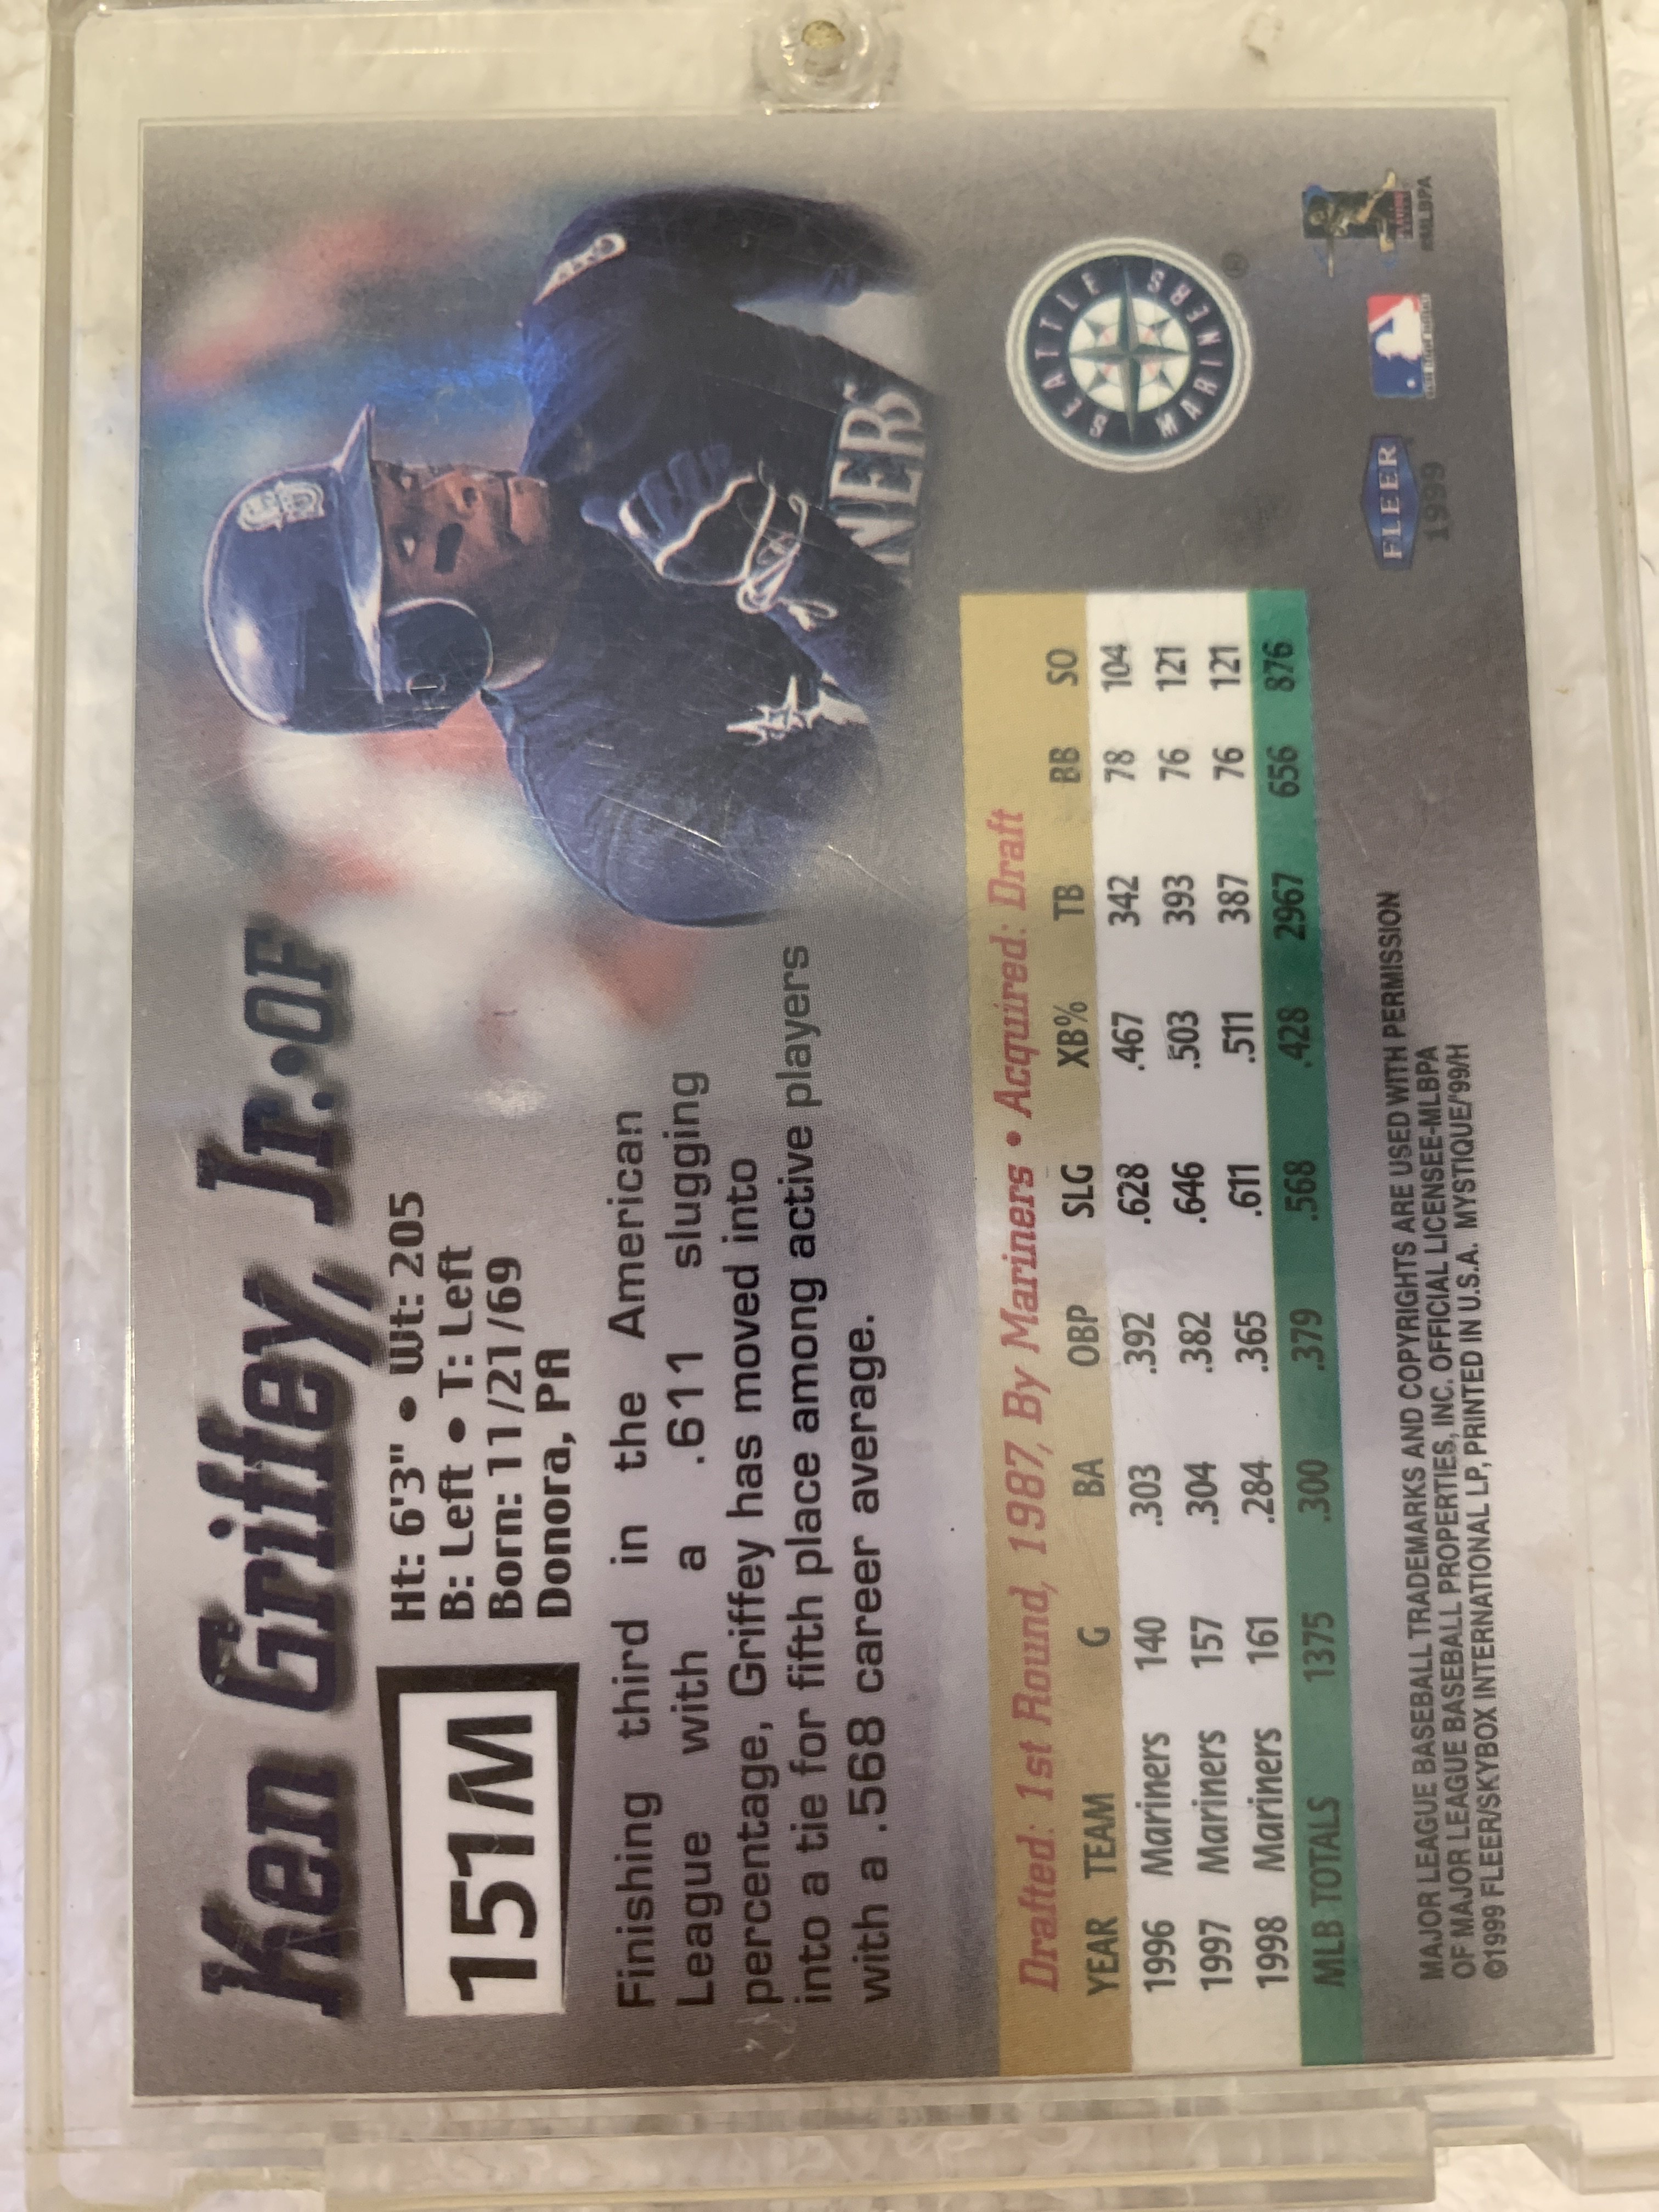 Ken Griffey, Jr.•OF
151M
Ht: 6'3" • Wt: 205
B: Left • T: Left
Born: 11/21/69
Donora, PA
Finishing third in the American
League with a .611 slugging
percentage, Griffey has moved into
into a tie for fifth place among active players
with a .568 career average.
NERS
SEATTLE
MARINERS
®
Drafted: 1st Round, 1987, By Mariners • Acquired: Draft
YEAR TEAM G BA OBP SLG XB% TB BB SO
1996 Mariners 140 .303 .392 .628 .467 342 78 104
1997 Mariners 157 .304 .382 .646 .503 393 76 121
1998 Mariners 161 .284 .365 .611 .511 387 76 121
MLB TOTALS 1375 .300 .379 .568 .428 2967 656 876
MAJOR LEAGUE BASEBALL TRADEMARKS AND COPYRIGHTS ARE USED WITH PERMISSION
OF MAJOR LEAGUE BASEBALL PROPERTIES, INC. OFFICIAL LICENSEE-MLBPA
©1999 FLEER/SKYBOX INTERNATIONAL LP, PRINTED IN U.S.A. MYSTIQUE/'99/H
FLEER
1999
©MLBPA